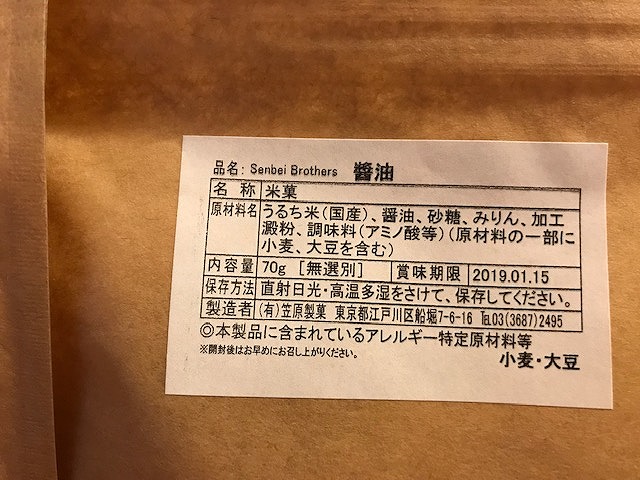 品名: Senbei Brothers 醤油
名 称 米菓
原材料名 うるち米(国産)、醤油、砂糖、みりん、加工
澱粉、調味料(アミノ酸等)(原材料の一部に
小麦、大豆を含む)
内容量 70g [無選別] 賞味期限 2019.01.15
保存方法 直射日光・高温多湿をさけて、保存してください。
製造者 (有)笠原製菓 東京都江戸川区船堀7-6-16 ℡03(3687)2495
◎本製品に含まれているアレルギー特定原材料等
※開封後はお早めにお召し上がりください。
小麦・大豆